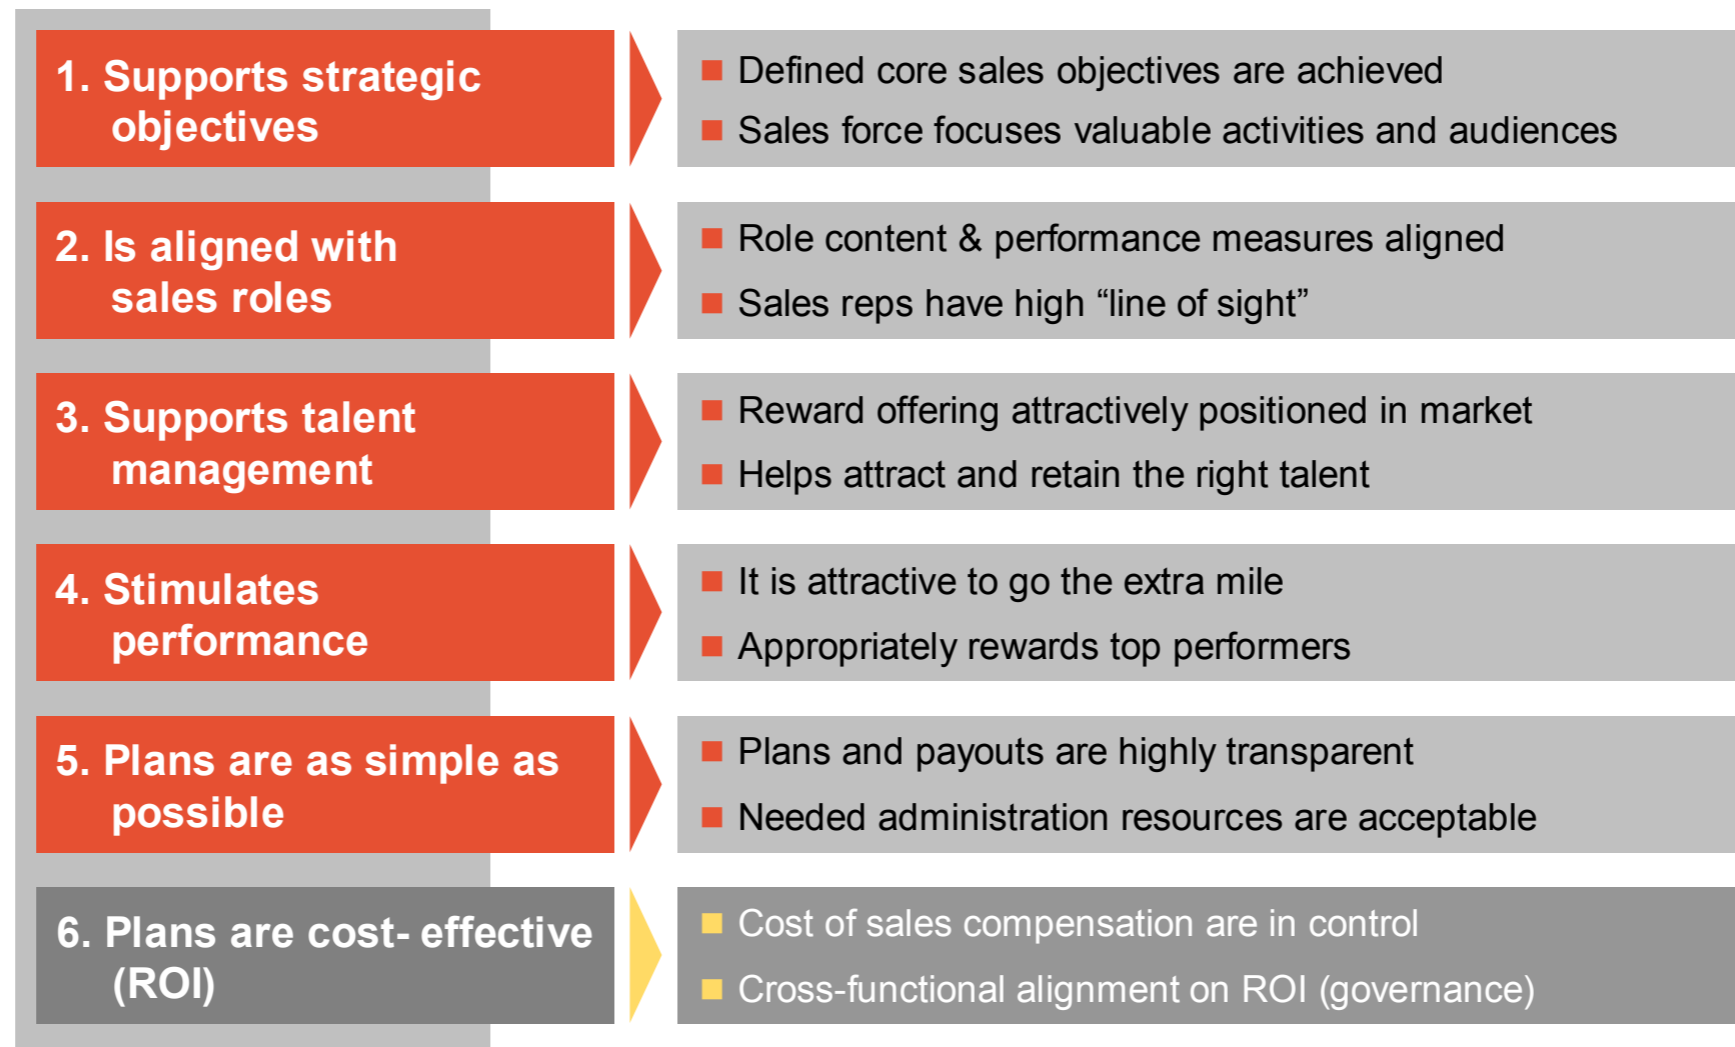 1. Supports strategic
objectives
Defined core sales objectives are achieved
Sales force focuses valuable activities and audiences
2. Is aligned with
sales roles
Role content & performance measures aligned
Sales reps have high “line of sight”
3. Supports talent
management
Reward offering attractively positioned in market
Helps attract and retain the right talent
4. Stimulates
performance
It is attractive to go the extra mile
Appropriately rewards top performers
5. Plans are as simple as
possible
Plans and payouts are highly transparent
Needed administration resources are acceptable
6. Plans are cost- effective
(ROI)
Cost of sales compensation are in control
Cross-functional alignment on ROI (governance)